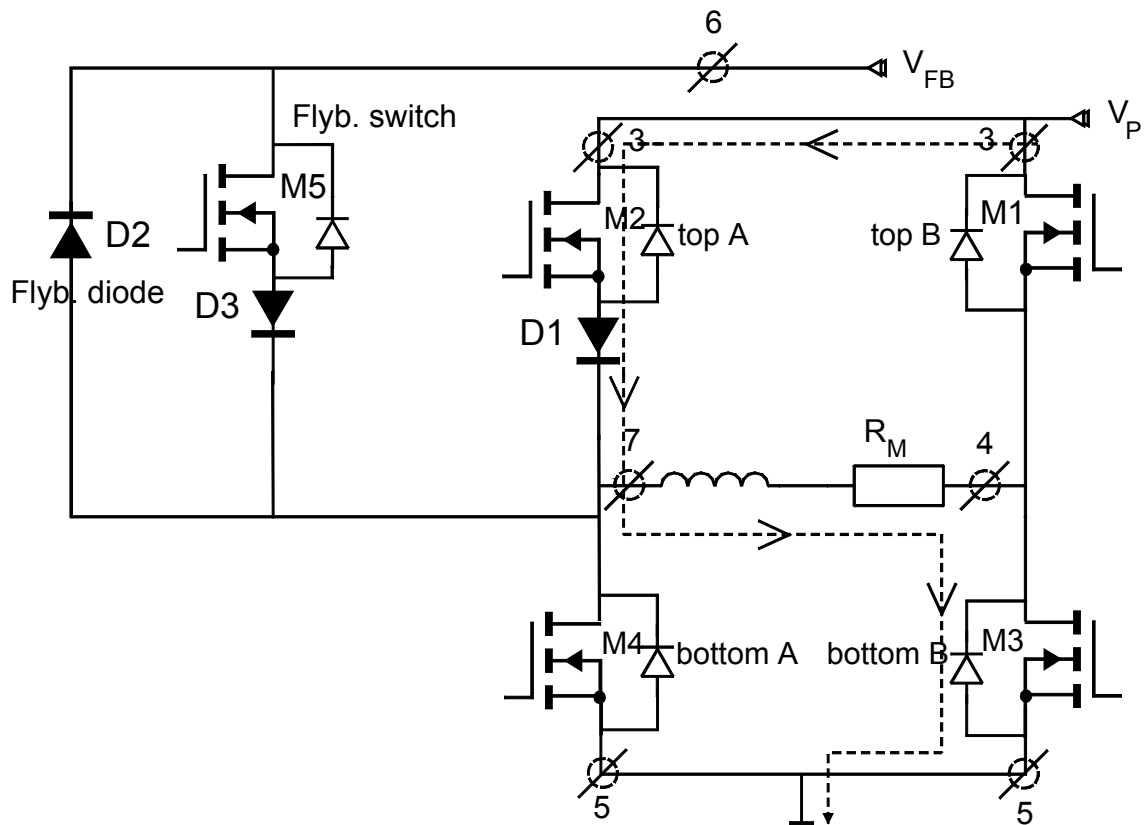 6
V_FB
Flyb. switch
V_P
3
3
M5
M2
M1
D2
top A
top B
Flyb. diode
D3
D1
7
R_M
4
M4
bottom A
bottom B
M3
5
5